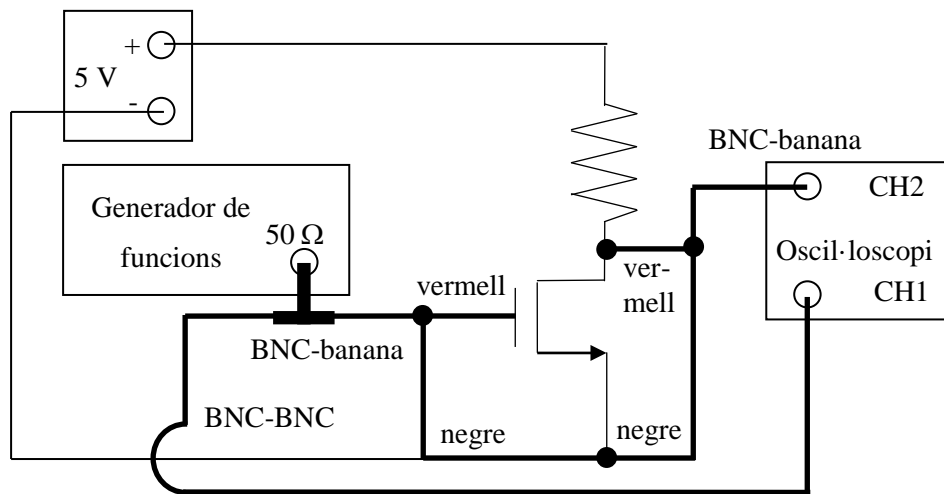 +
5 V
-
Generador de
funcions
50 Ω
BNC-banana
CH2
Oscil·loscopi
CH1
vermell
ver-
mell
BNC-banana
BNC-BNC
negre
negre